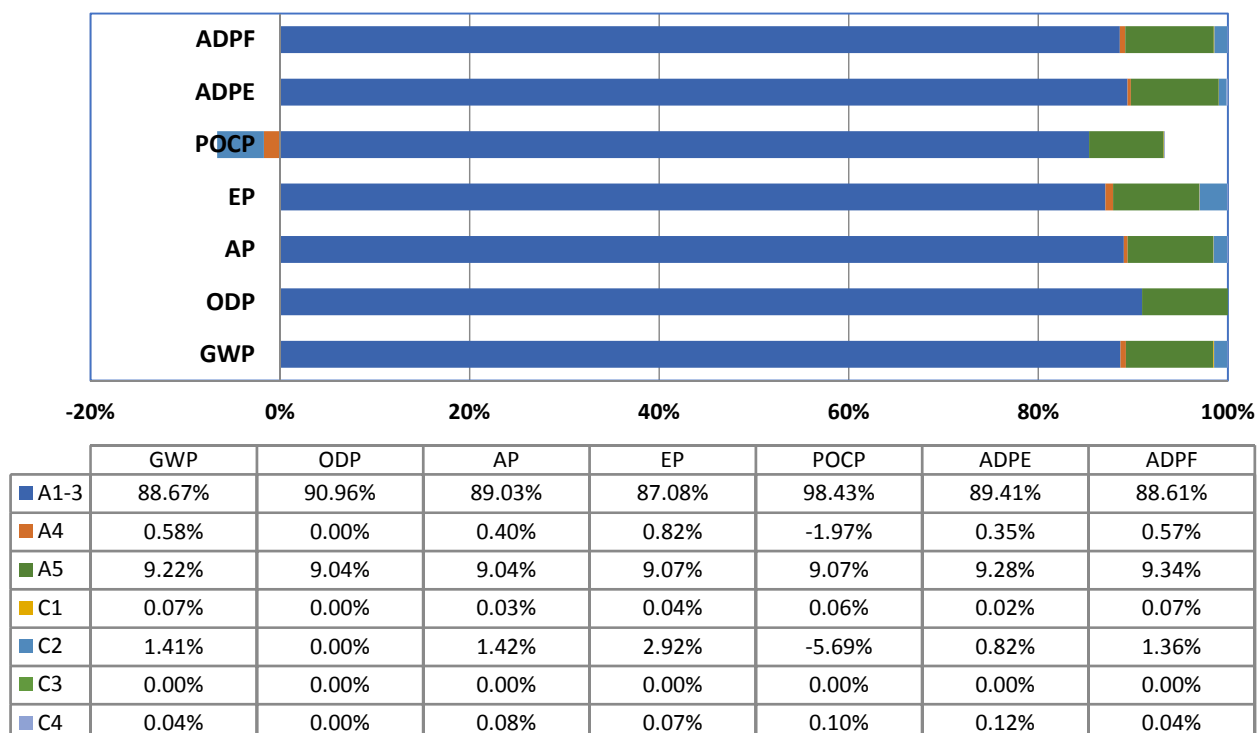 ADPF
ADPE
POCP
EP
AP
ODP
GWP
-20% 0% 20% 40% 60% 80% 100%
GWP ODP AP EP POCP ADPE ADPF
A1-3 88.67% 90.96% 89.03% 87.08% 98.43% 89.41% 88.61%
A4 0.58% 0.00% 0.40% 0.82% -1.97% 0.35% 0.57%
A5 9.22% 9.04% 9.04% 9.07% 9.07% 9.28% 9.34%
C1 0.07% 0.00% 0.03% 0.04% 0.06% 0.02% 0.07%
C2 1.41% 0.00% 1.42% 2.92% -5.69% 0.82% 1.36%
C3 0.00% 0.00% 0.00% 0.00% 0.00% 0.00% 0.00%
C4 0.04% 0.00% 0.08% 0.07% 0.10% 0.12% 0.04%